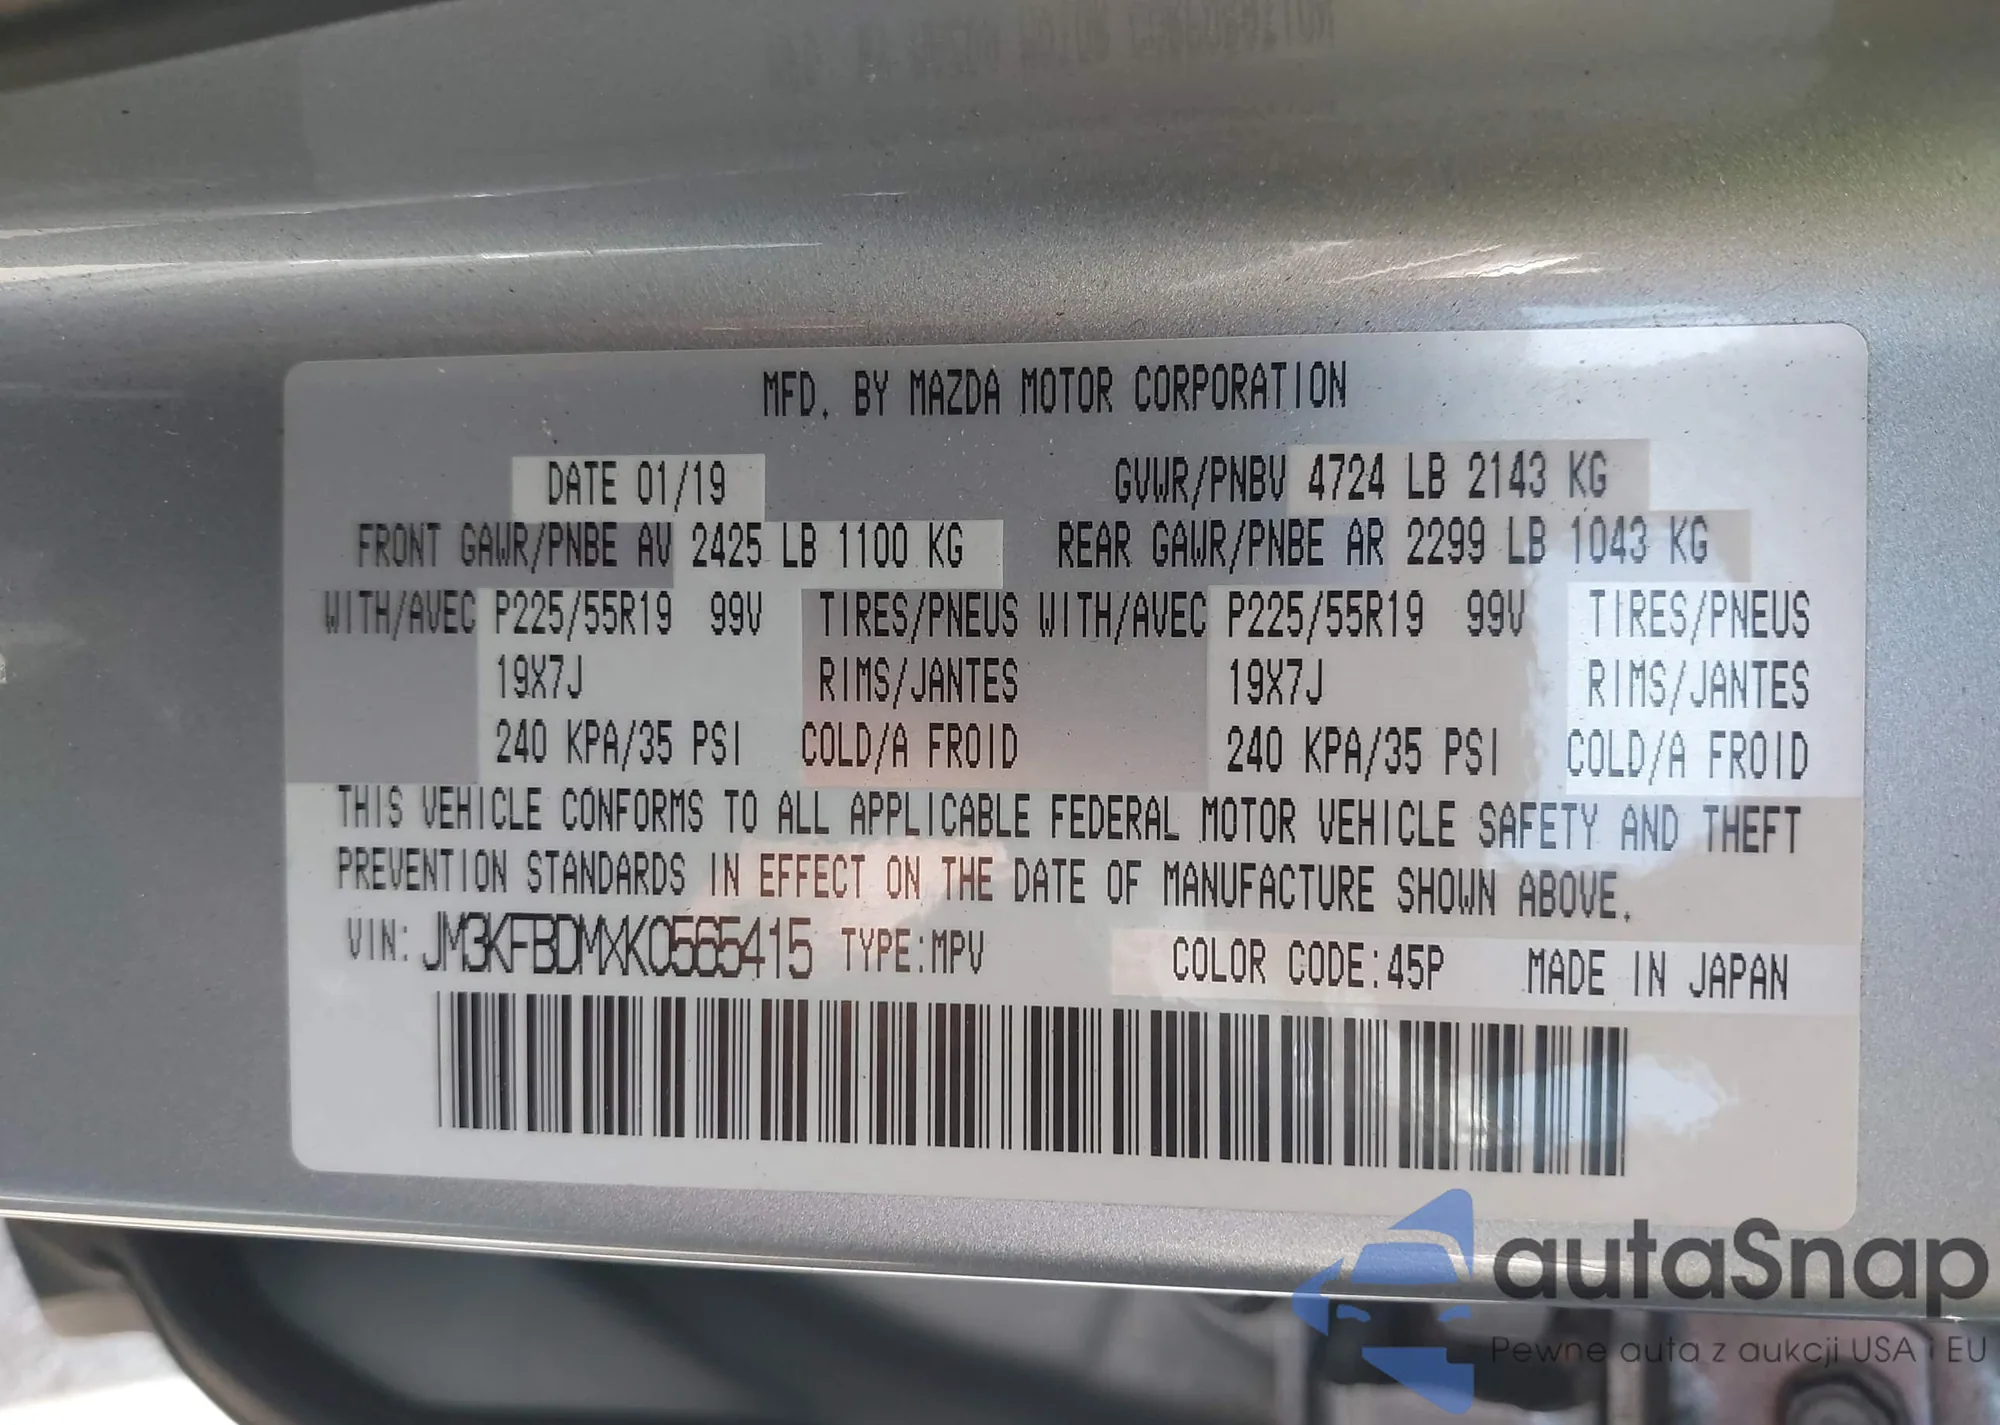 MFD. BY MAZDA MOTOR CORPORATION
DATE 01/19 GVWR/PNBV 4724 LB 2143 KG
FRONT GAWR/PNBE AV 2425 LB 1100 KG REAR GAWR/PNBE AR 2299 LB 1043 KG
WITH/AVEC P225/55R19 99V TIRES/PNEUS WITH/AVEC P225/55R19 99V TIRES/PNEUS
19X7J RIMS/JANTES 19X7J RIMS/JANTES
240 KPA/35 PSI COLD/A FROID 240 KPA/35 PSI COLD/A FROID
THIS VEHICLE CONFORMS TO ALL APPLICABLE FEDERAL MOTOR VEHICLE SAFETY AND THEFT
PREVENTION STANDARDS IN EFFECT ON THE DATE OF MANUFACTURE SHOWN ABOVE.
VIN: JM3KFBDMXK0565415 TYPE:MPV COLOR CODE:45P MADE IN JAPAN
autaSnap
Pewne auta z aukcji USA i EU